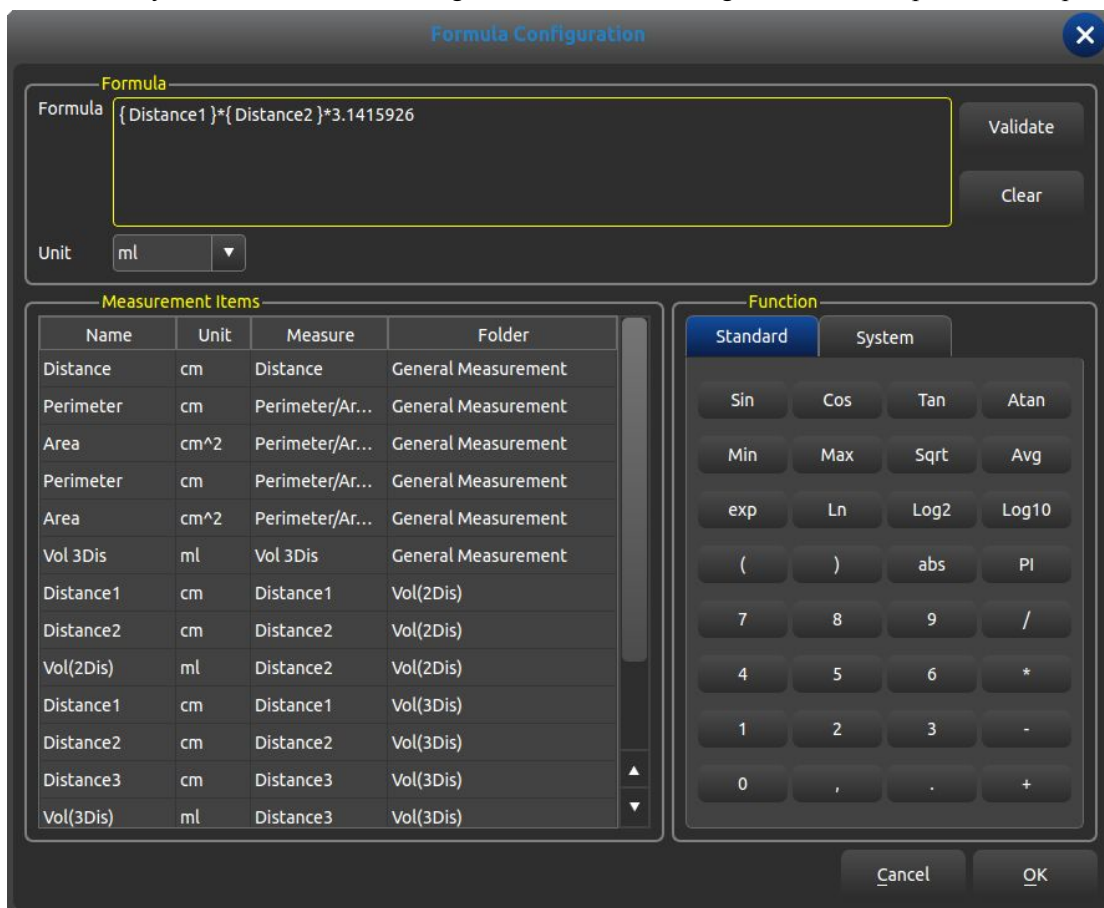 Formula Configuration
Formula
Formula
{ Distance1 }*{ Distance2 }*3.1415926
Validate
Clear
Unit
ml
Measurement Items
Name Unit Measure Folder
Distance cm Distance General Measurement
Perimeter cm Perimeter/Ar... General Measurement
Area cm^2 Perimeter/Ar... General Measurement
Perimeter cm Perimeter/Ar... General Measurement
Area cm^2 Perimeter/Ar... General Measurement
Vol 3Dis ml Vol 3Dis General Measurement
Distance1 cm Distance1 Vol(2Dis)
Distance2 cm Distance2 Vol(2Dis)
Vol(2Dis) ml Distance2 Vol(2Dis)
Distance1 cm Distance1 Vol(3Dis)
Distance2 cm Distance2 Vol(3Dis)
Distance3 cm Distance3 Vol(3Dis)
Vol(3Dis) ml Distance3 Vol(3Dis)
Function
Standard System
Sin Cos Tan Atan
Min Max Sqrt Avg
exp Ln Log2 Log10
( ) abs PI
7 8 9 /
4 5 6 *
1 2 3 -
0 , . +
Cancel OK